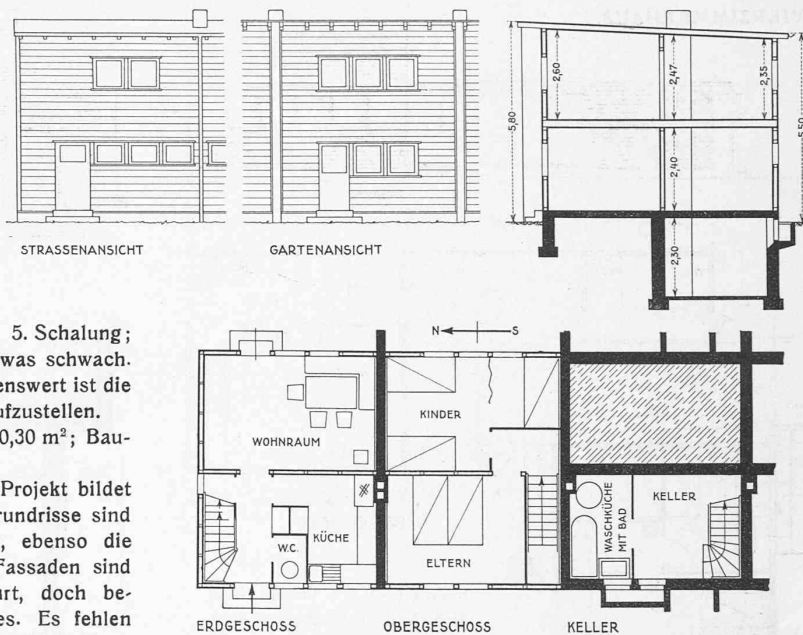 2,60
2,47
2,35
5,80
5,50
2,40
2,30
STRASSENANSICHT
GARTENANSICHT
5. Schalung;
was schwach.
enswert ist die
ufzustellen.
0,30 m²; Bau-
Projekt bildet
rundrisse sind
, ebenso die
Fassaden sind
urt, doch be-
es. Es fehlen
N S
WOHNRAUM
KINDER
W.C.
KÜCHE
ELTERN
WASCHKÜCHE
MIT BAD
KELLER
ERDGESCHOSS
OBERGESCHOSS
KELLER